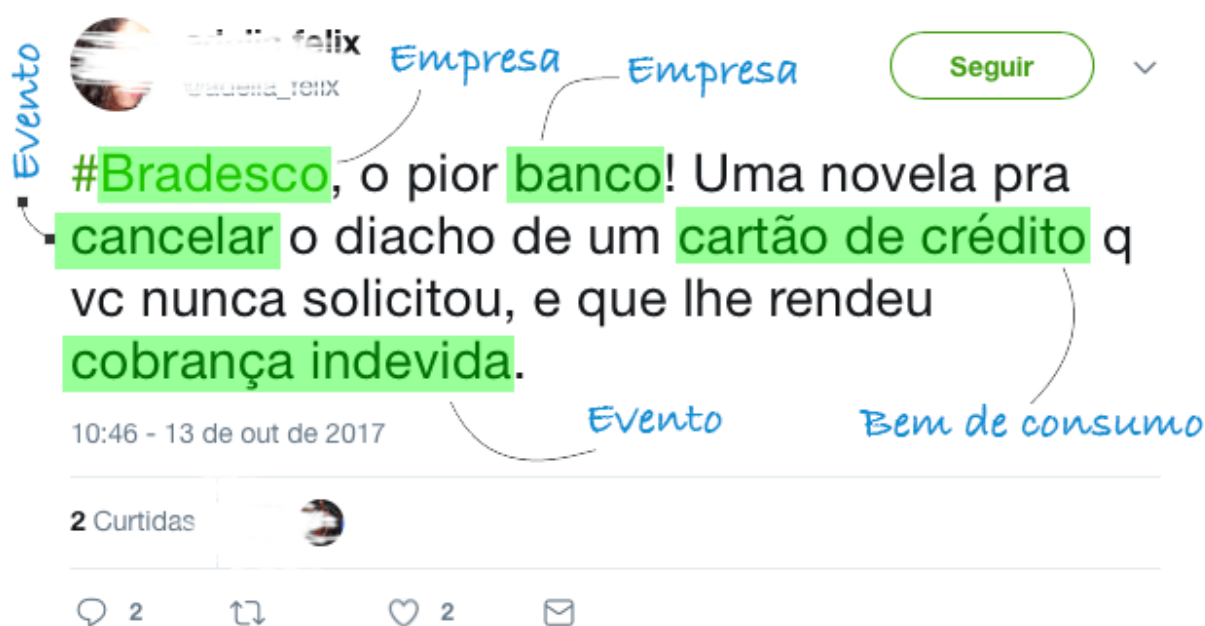 felix
Empresa
Empresa
Seguir
Evento
#Bradesco, o pior banco! Uma novela pra
cancelar o diacho de um cartão de crédito q
vc nunca solicitou, e que lhe rendeu
cobrança indevida.
Evento
Bem de consumo
10:46 - 13 de out de 2017
2 Curtidas
2 2